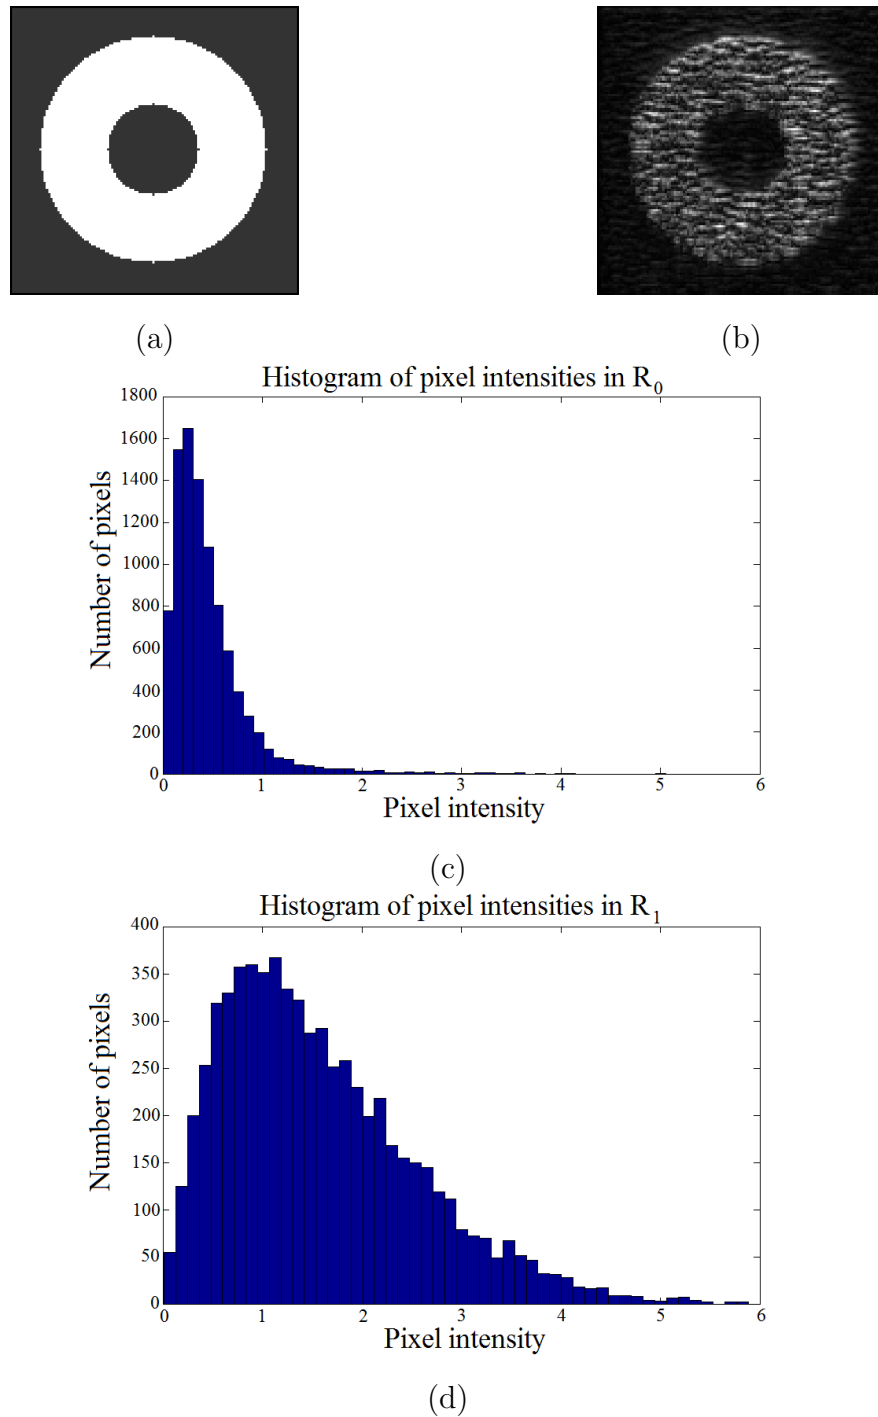 (a)
(b)
Histogram of pixel intensities in R0
1800
1600
1400
1200
1000
800
600
400
200
0
Number of pixels
0 1 2 3 4 5 6
Pixel intensity
(c)
Histogram of pixel intensities in R1
400
350
300
250
200
150
100
50
0
Number of pixels
0 1 2 3 4 5 6
Pixel intensity
(d)